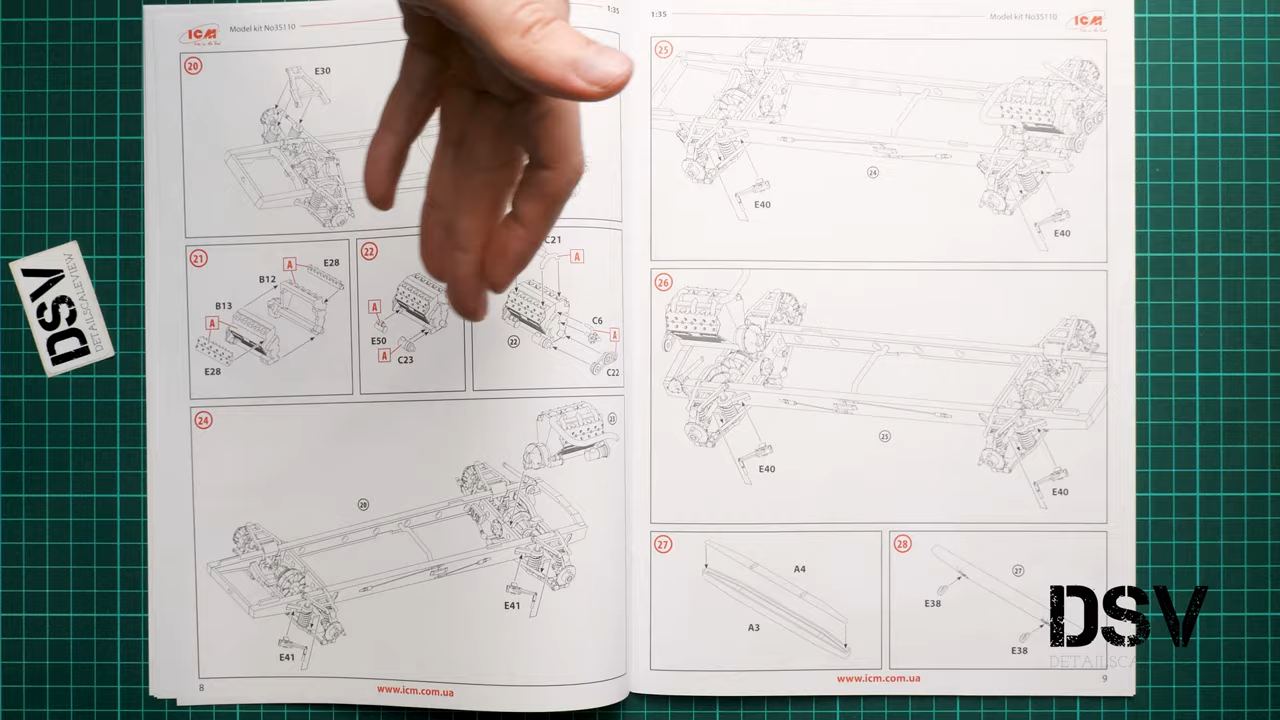 ICM
Model kit No35110
1:35
20
E30
21
A
E28
B12
B13
A
E28
22
A
E50
A
C23
C21
A
C6
A
22
C22
24
23
20
E41
E41
8
www.icm.com.ua
1:35
Model kit No35110
ICM
25
24
E40
E40
26
25
E40
E40
27
A4
A3
28
27
E38
E38
www.icm.com.ua
9
DSV
DETAILSCALEVIEW
DSV
DETAILSCA